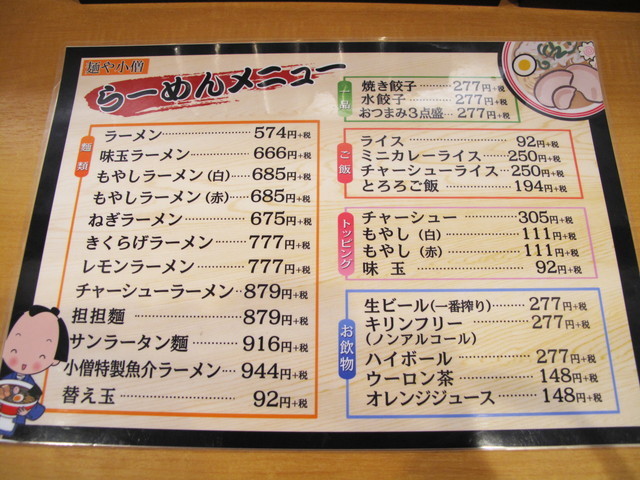 麺や小僧
らーめんメニュー
麺類
ラーメン 574円+税
味玉ラーメン 666円+税
もやしラーメン(白) 685円+税
もやしラーメン(赤) 685円+税
ねぎラーメン 675円+税
きくらげラーメン 777円+税
レモンラーメン 777円+税
チャーシューラーメン 879円+税
担担麺 879円+税
サンラータン麺 916円+税
小僧特製魚介ラーメン 944円+税
替え玉 92円+税
一品
焼き餃子 277円+税
水餃子 277円+税
おつまみ3点盛 277円+税
ご飯
ライス 92円+税
ミニカレーライス 250円+税
チャーシューライス 250円+税
とろろご飯 194円+税
トッピング
チャーシュー 305円+税
もやし(白) 111円+税
もやし(赤) 111円+税
味玉 92円+税
お飲物
生ビール(一番搾り) 277円+税
キリンフリー 277円+税
(ノンアルコール)
ハイボール 277円+税
ウーロン茶 148円+税
オレンジジュース 148円+税